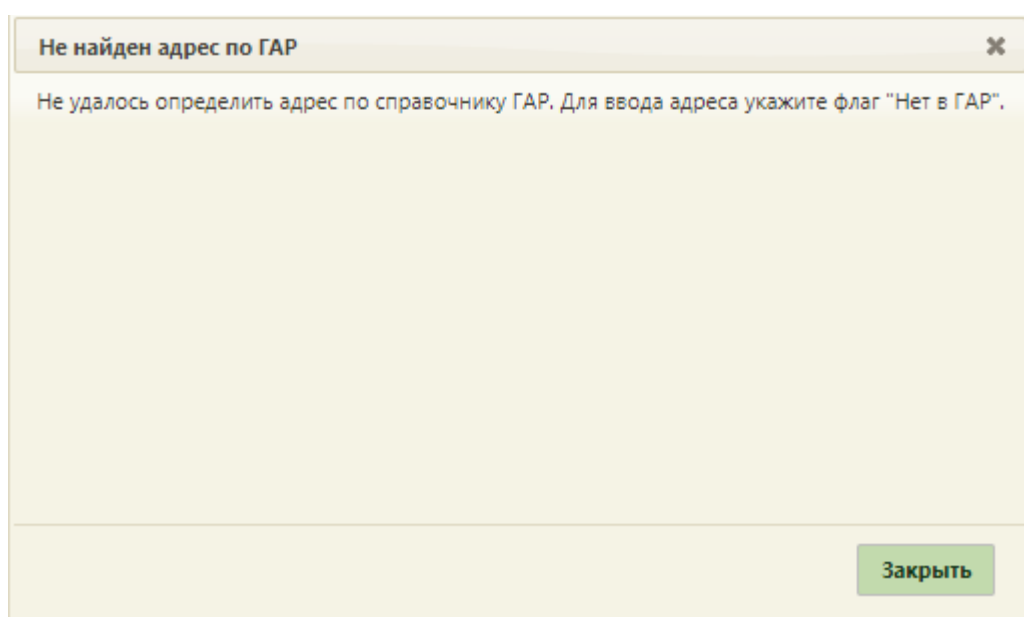 Не найден адрес по ГАР
Не удалось определить адрес по справочнику ГАР. Для ввода адреса укажите флаг "Нет в ГАР".
Закрыть